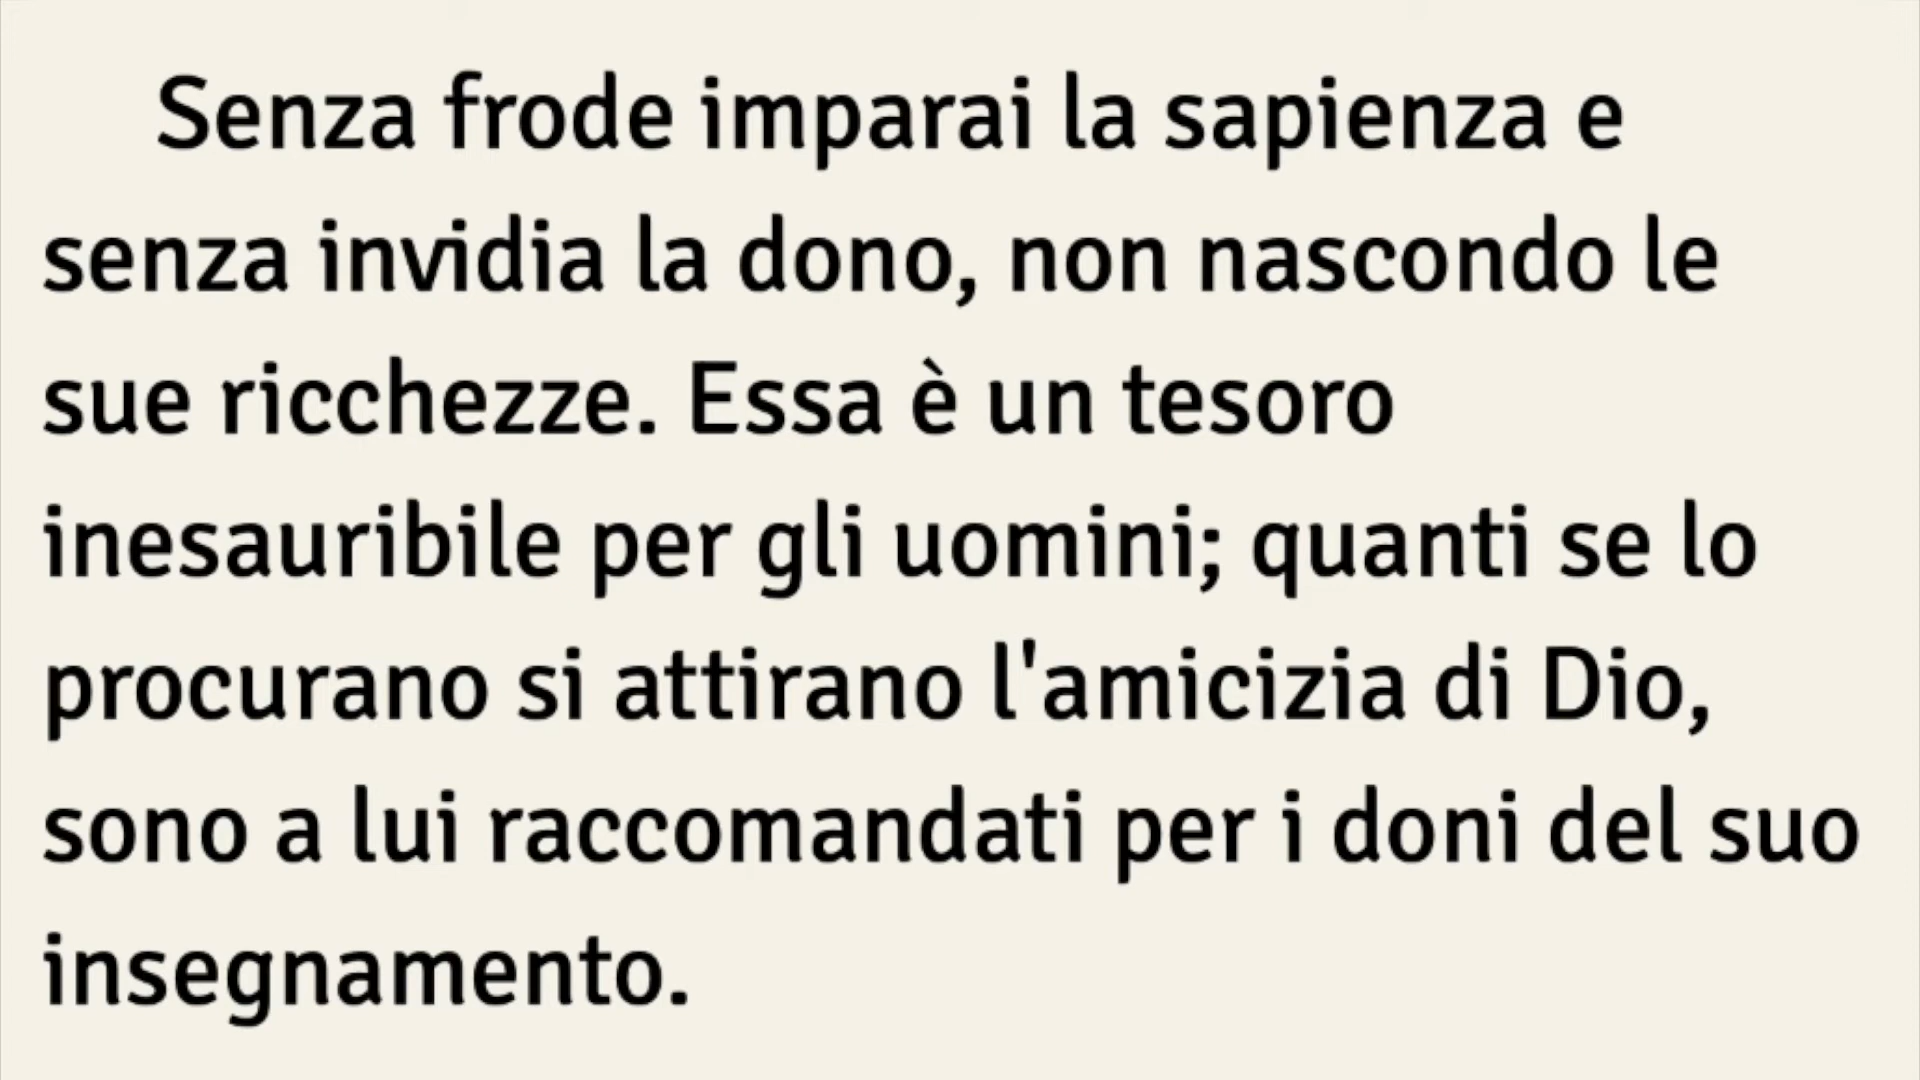 Senza frode imparai la sapienza e
senza invidia la dono, non nascondo le
sue ricchezze. Essa è un tesoro
inesauribile per gli uomini; quanti se lo
procurano si attirano l'amicizia di Dio,
sono a lui raccomandati per i doni del suo
insegnamento.